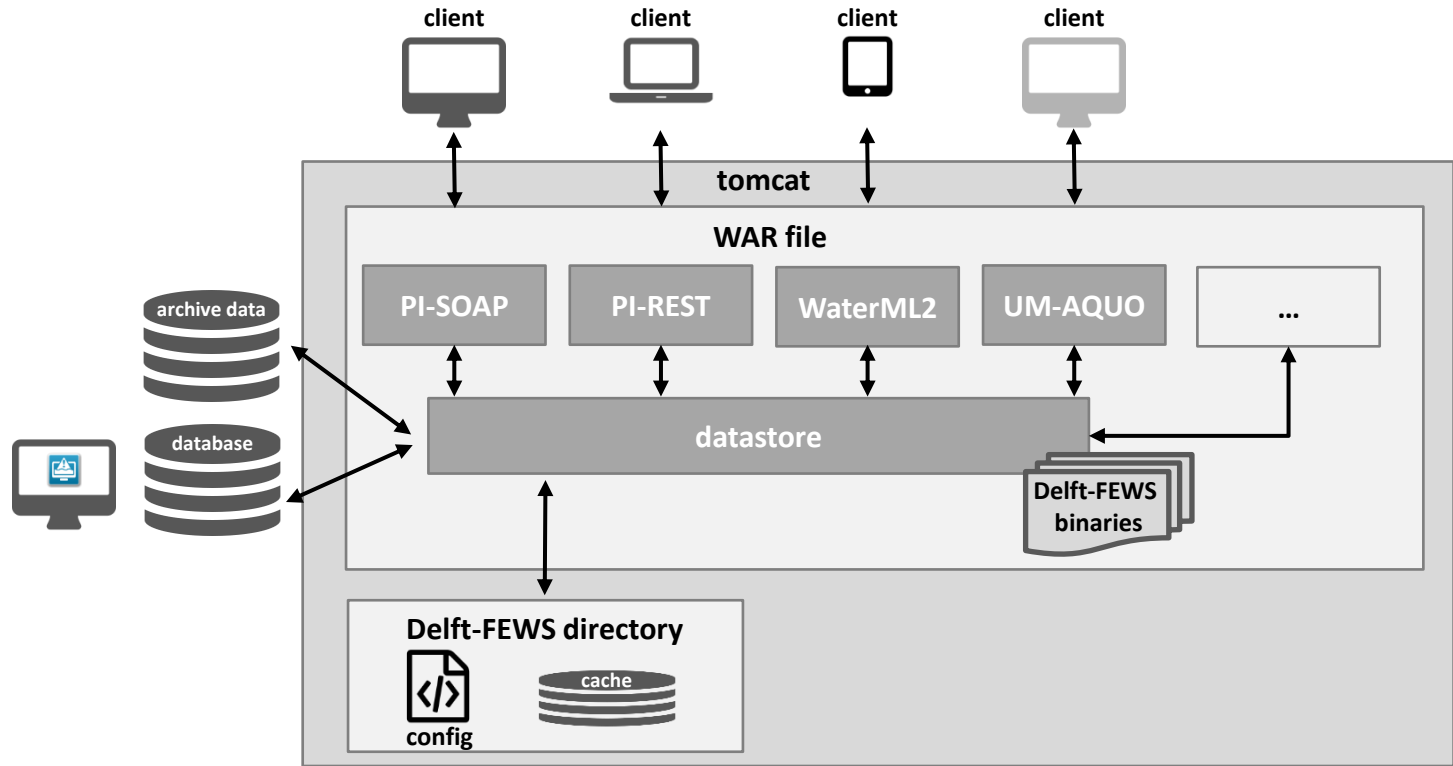 client
client
client
client
tomcat
WAR file
PI-SOAP
PI-REST
WaterML2
UM-AQUO
...
archive data
database
datastore
Delft-FEWS
binaries
Delft-FEWS directory
cache
config